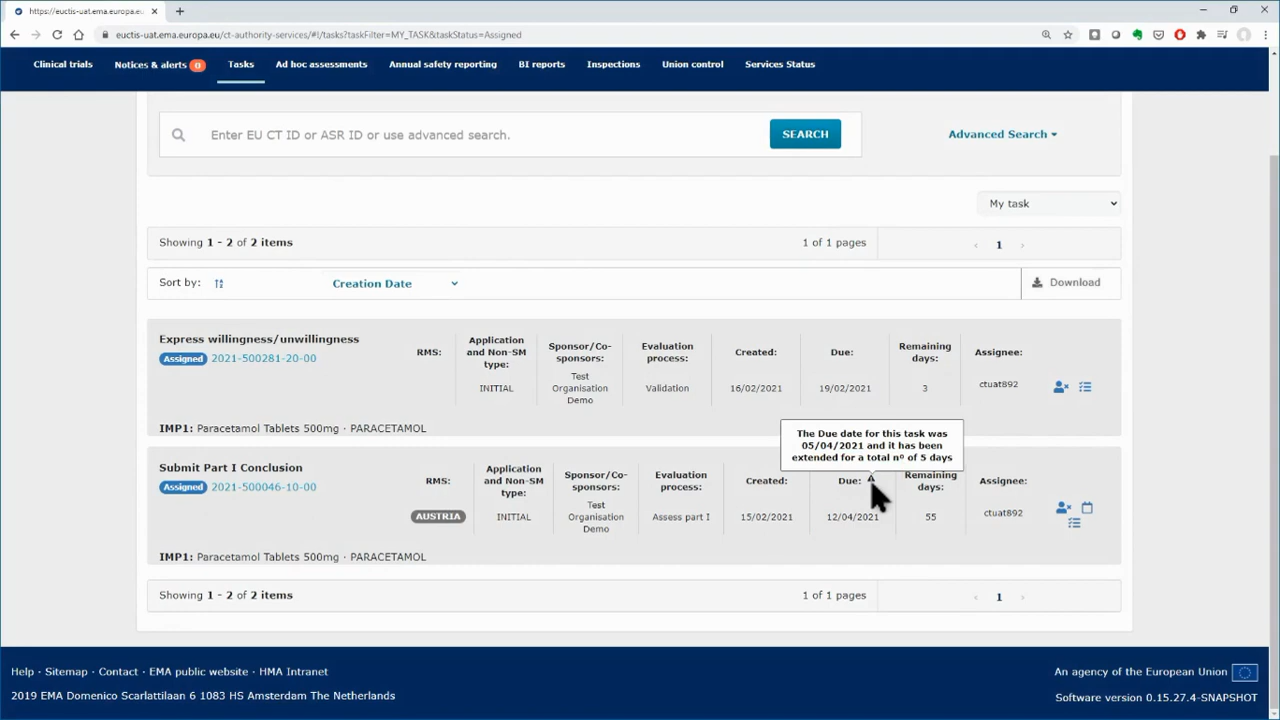 https://euctis-uat.ema.europa.eu
euctis-uat.ema.europa.eu/ct-authority-services/#!/tasks?taskFilter=MY_TASK&taskStatus=Assigned
Clinical trials
Notices & alerts 0
Tasks
Ad hoc assessments
Annual safety reporting
BI reports
Inspections
Union control
Services Status
Enter EU CT ID or ASR ID or use advanced search.
SEARCH
Advanced Search
My task
Showing 1 - 2 of 2 items
1 of 1 pages
‹ 1 ›
Sort by:
Creation Date
Download
Express willingness/unwillingness
Assigned 2021-500281-20-00
RMS:
Application
and Non-SM
type:
INITIAL
Sponsor/Co-
sponsors:
Test
Organisation
Demo
Evaluation
process:
Validation
Created:
16/02/2021
Due:
19/02/2021
Remaining
days:
3
Assignee:
ctuat892
IMP1: Paracetamol Tablets 500mg · PARACETAMOL
The Due date for this task was
05/04/2021 and it has been
extended for a total nº of 5 days
Submit Part I Conclusion
Assigned 2021-500046-10-00
RMS:
AUSTRIA
Application
and Non-SM
type:
INITIAL
Sponsor/Co-
sponsors:
Test
Organisation
Demo
Evaluation
process:
Assess part I
Created:
15/02/2021
Due:
12/04/2021
Remaining
days:
55
Assignee:
ctuat892
IMP1: Paracetamol Tablets 500mg · PARACETAMOL
Showing 1 - 2 of 2 items
1 of 1 pages
‹ 1 ›
Help · Sitemap · Contact · EMA public website · HMA Intranet
An agency of the European Union
2019 EMA Domenico Scarlattilaan 6 1083 HS Amsterdam The Netherlands
Software version 0.15.27.4-SNAPSHOT